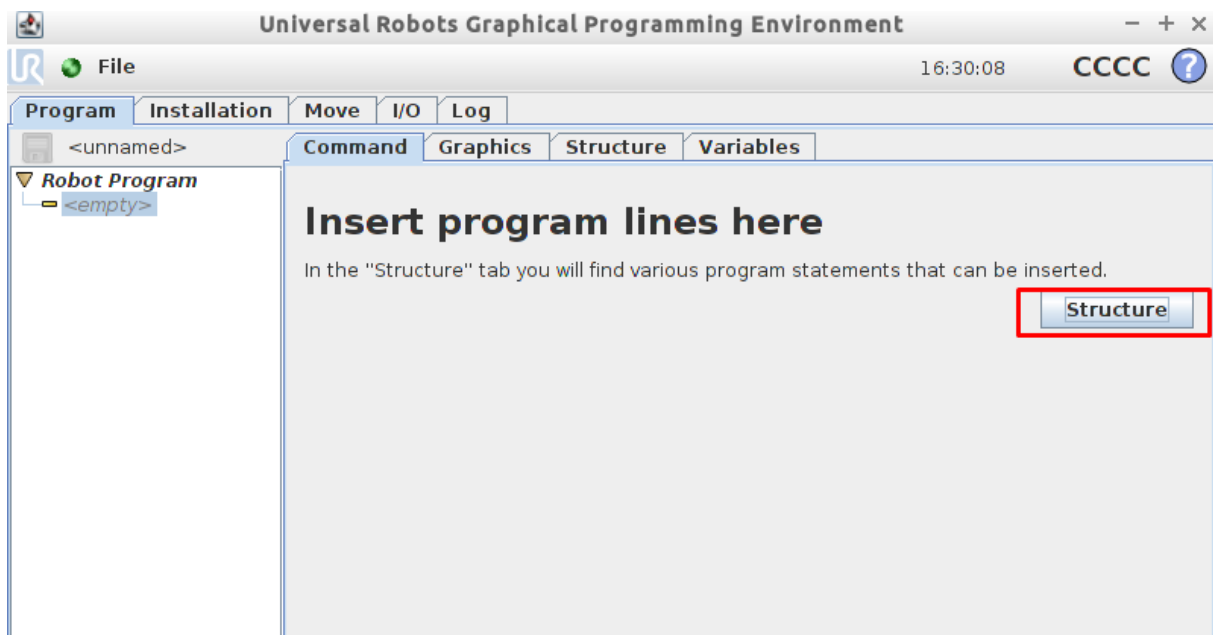 Universal Robots Graphical Programming Environment
UR File 16:30:08 CCCC ?
Program Installation Move I/O Log
<unnamed> Command Graphics Structure Variables
Robot Program
<empty>
Insert program lines here
In the "Structure" tab you will find various program statements that can be inserted.
Structure